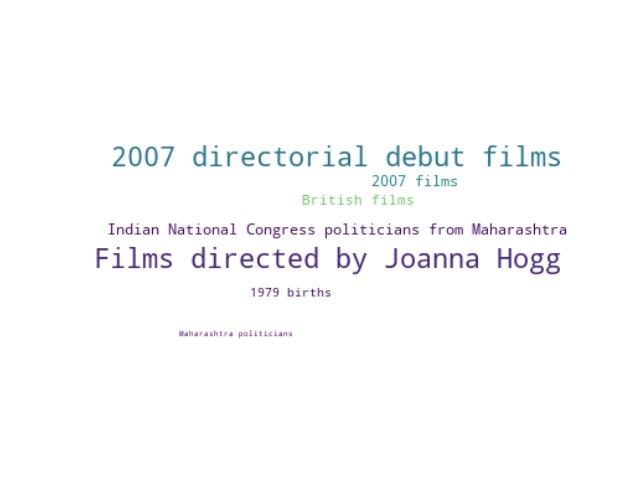 2007 directorial debut films
2007 films
British films
Indian National Congress politicians from Maharashtra
Films directed by Joanna Hogg
1979 births
Maharashtra politicians